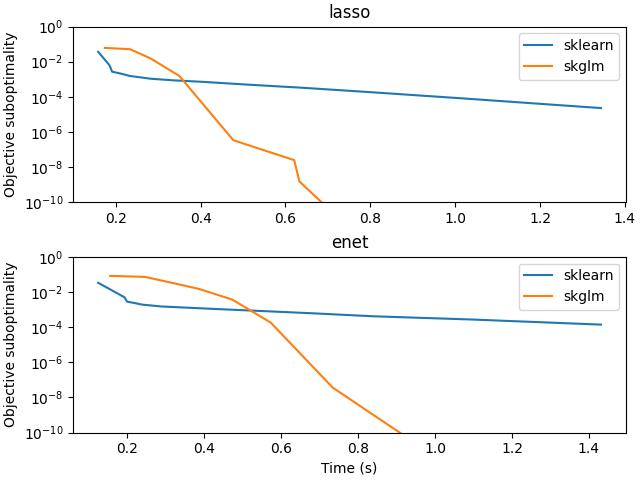 lasso
Objective suboptimality
10^0
10^-2
10^-4
10^-6
10^-8
10^-10
sklearn
skglm
0.2 0.4 0.6 0.8 1.0 1.2 1.4
enet
Objective suboptimality
10^0
10^-2
10^-4
10^-6
10^-8
10^-10
sklearn
skglm
0.2 0.4 0.6 0.8 1.0 1.2 1.4
Time (s)